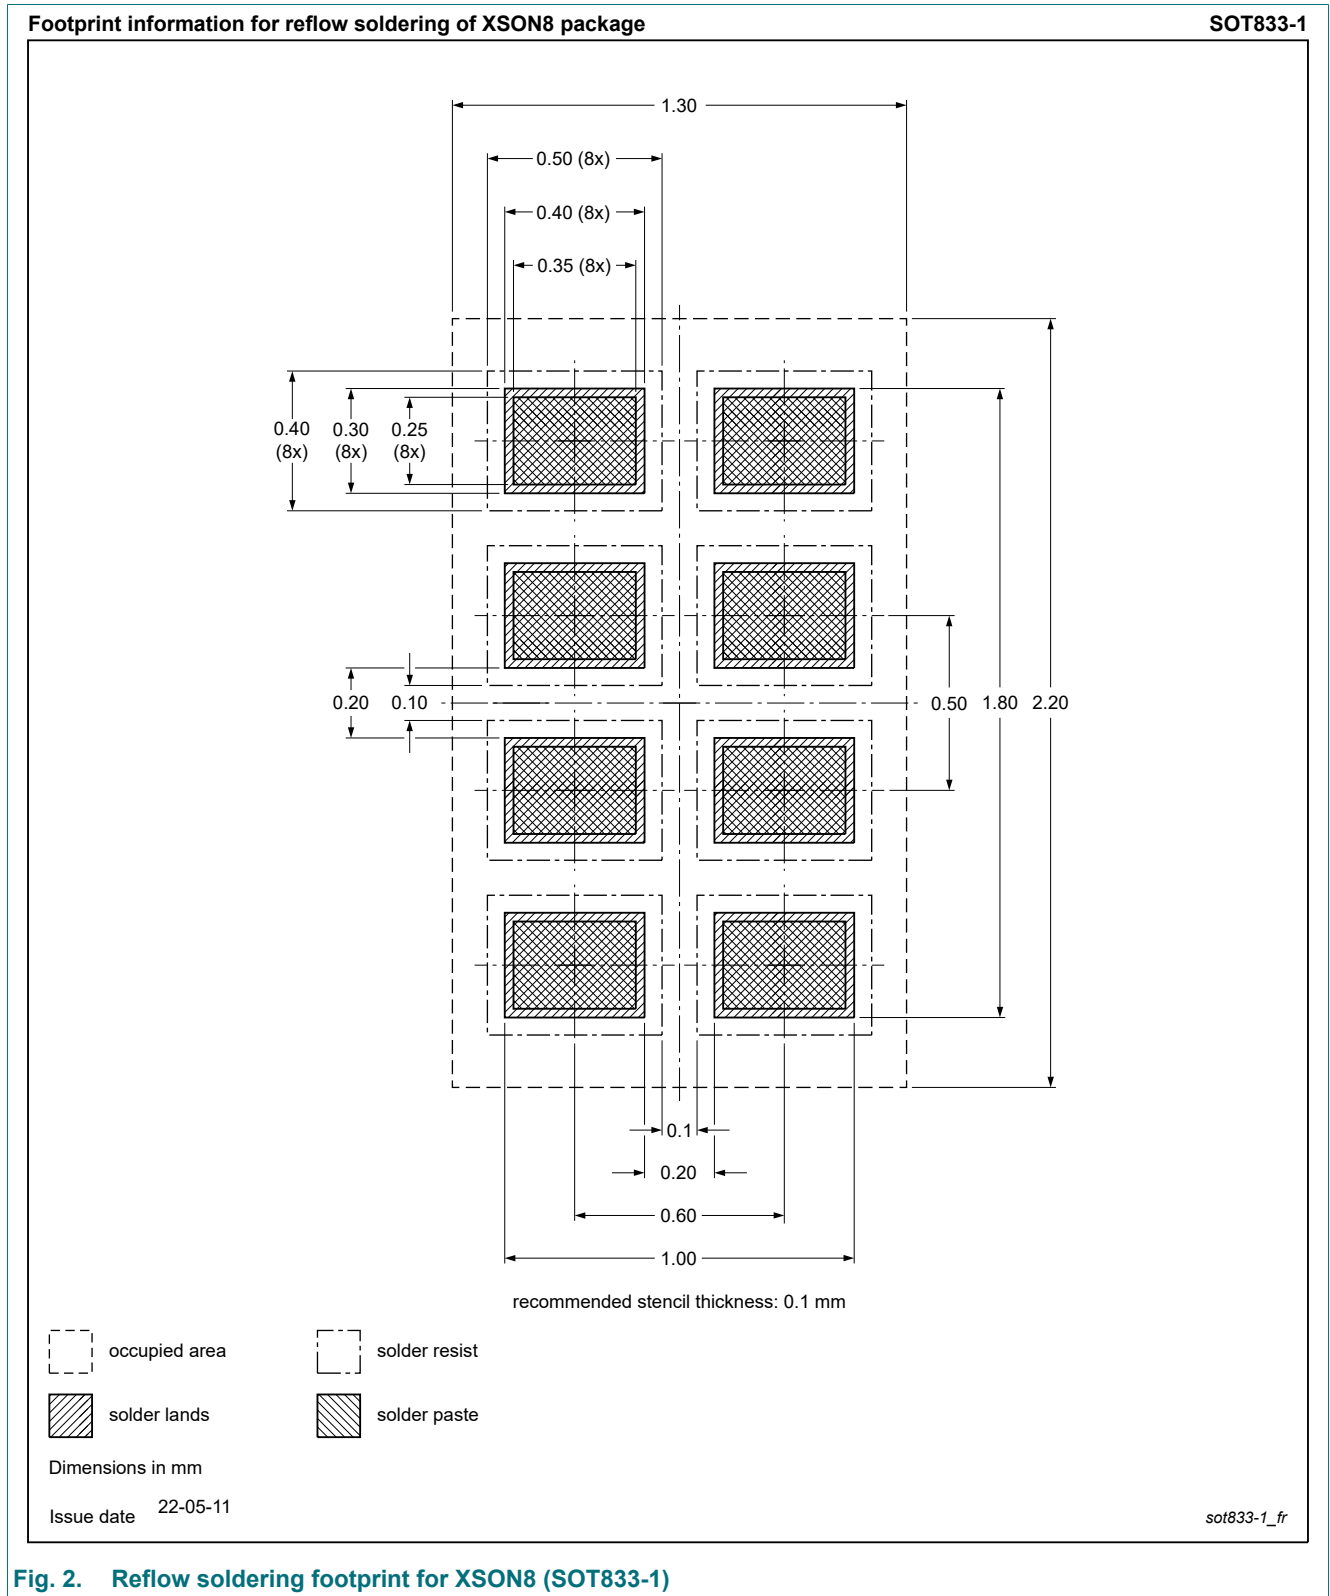 Footprint information for reflow soldering of XSON8 package SOT833-1
1.30
0.50 (8x)
0.40 (8x)
0.35 (8x)
0.40 0.30 0.25
(8x) (8x) (8x)
0.20 0.10 0.50 1.80 2.20
0.1
0.20
0.60
1.00
recommended stencil thickness: 0.1 mm
occupied area solder resist
solder lands solder paste
Dimensions in mm
Issue date 22-05-11
sot833-1_fr
Fig. 2. Reflow soldering footprint for XSON8 (SOT833-1)